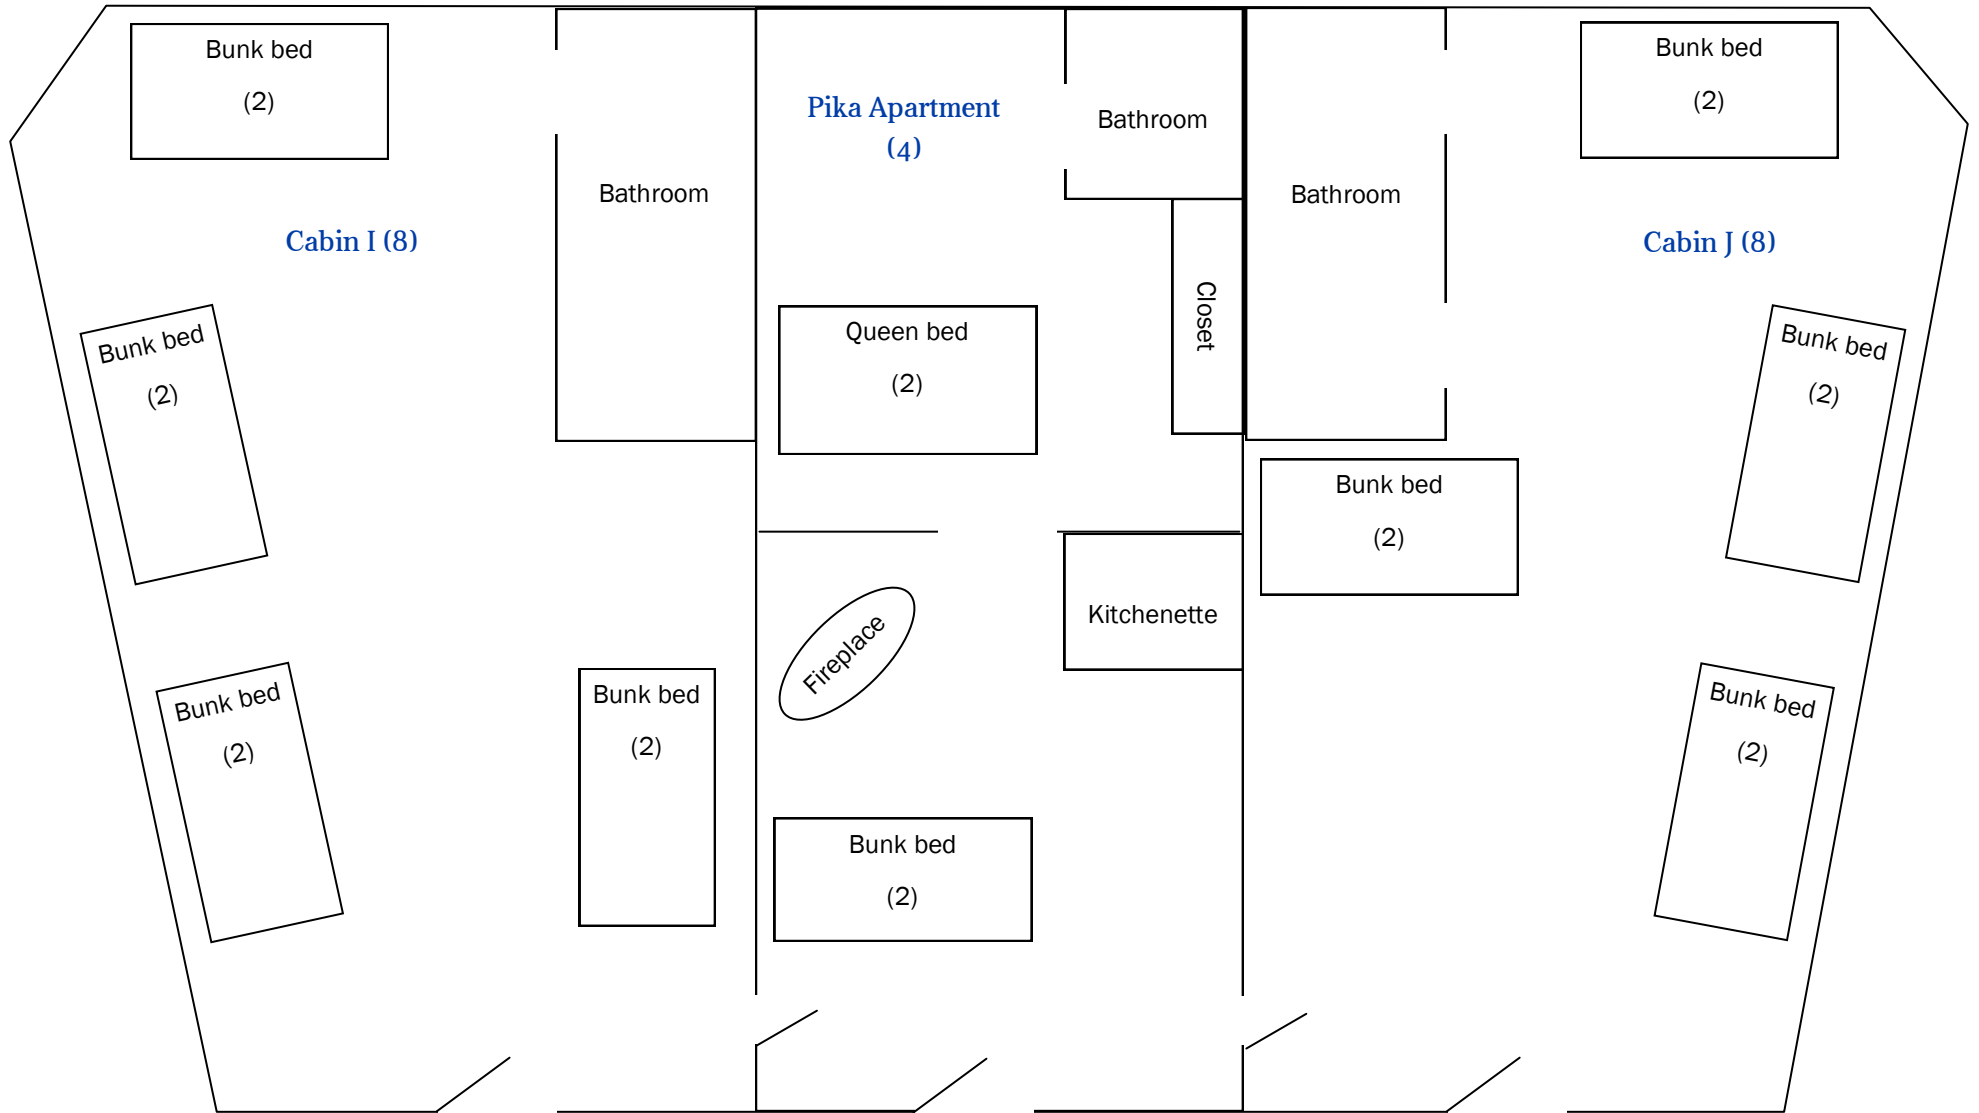 Bunk bed
(2)
Cabin I (8)
Bunk bed
(2)
Bunk bed
(2)
Bathroom
Bunk bed
(2)
Pika Apartment
(4)
Bathroom
Closet
Queen bed
(2)
Fireplace
Kitchenette
Bunk bed
(2)
Bathroom
Bunk bed
(2)
Cabin J (8)
Bunk bed
(2)
Bunk bed
(2)
Bunk bed
(2)